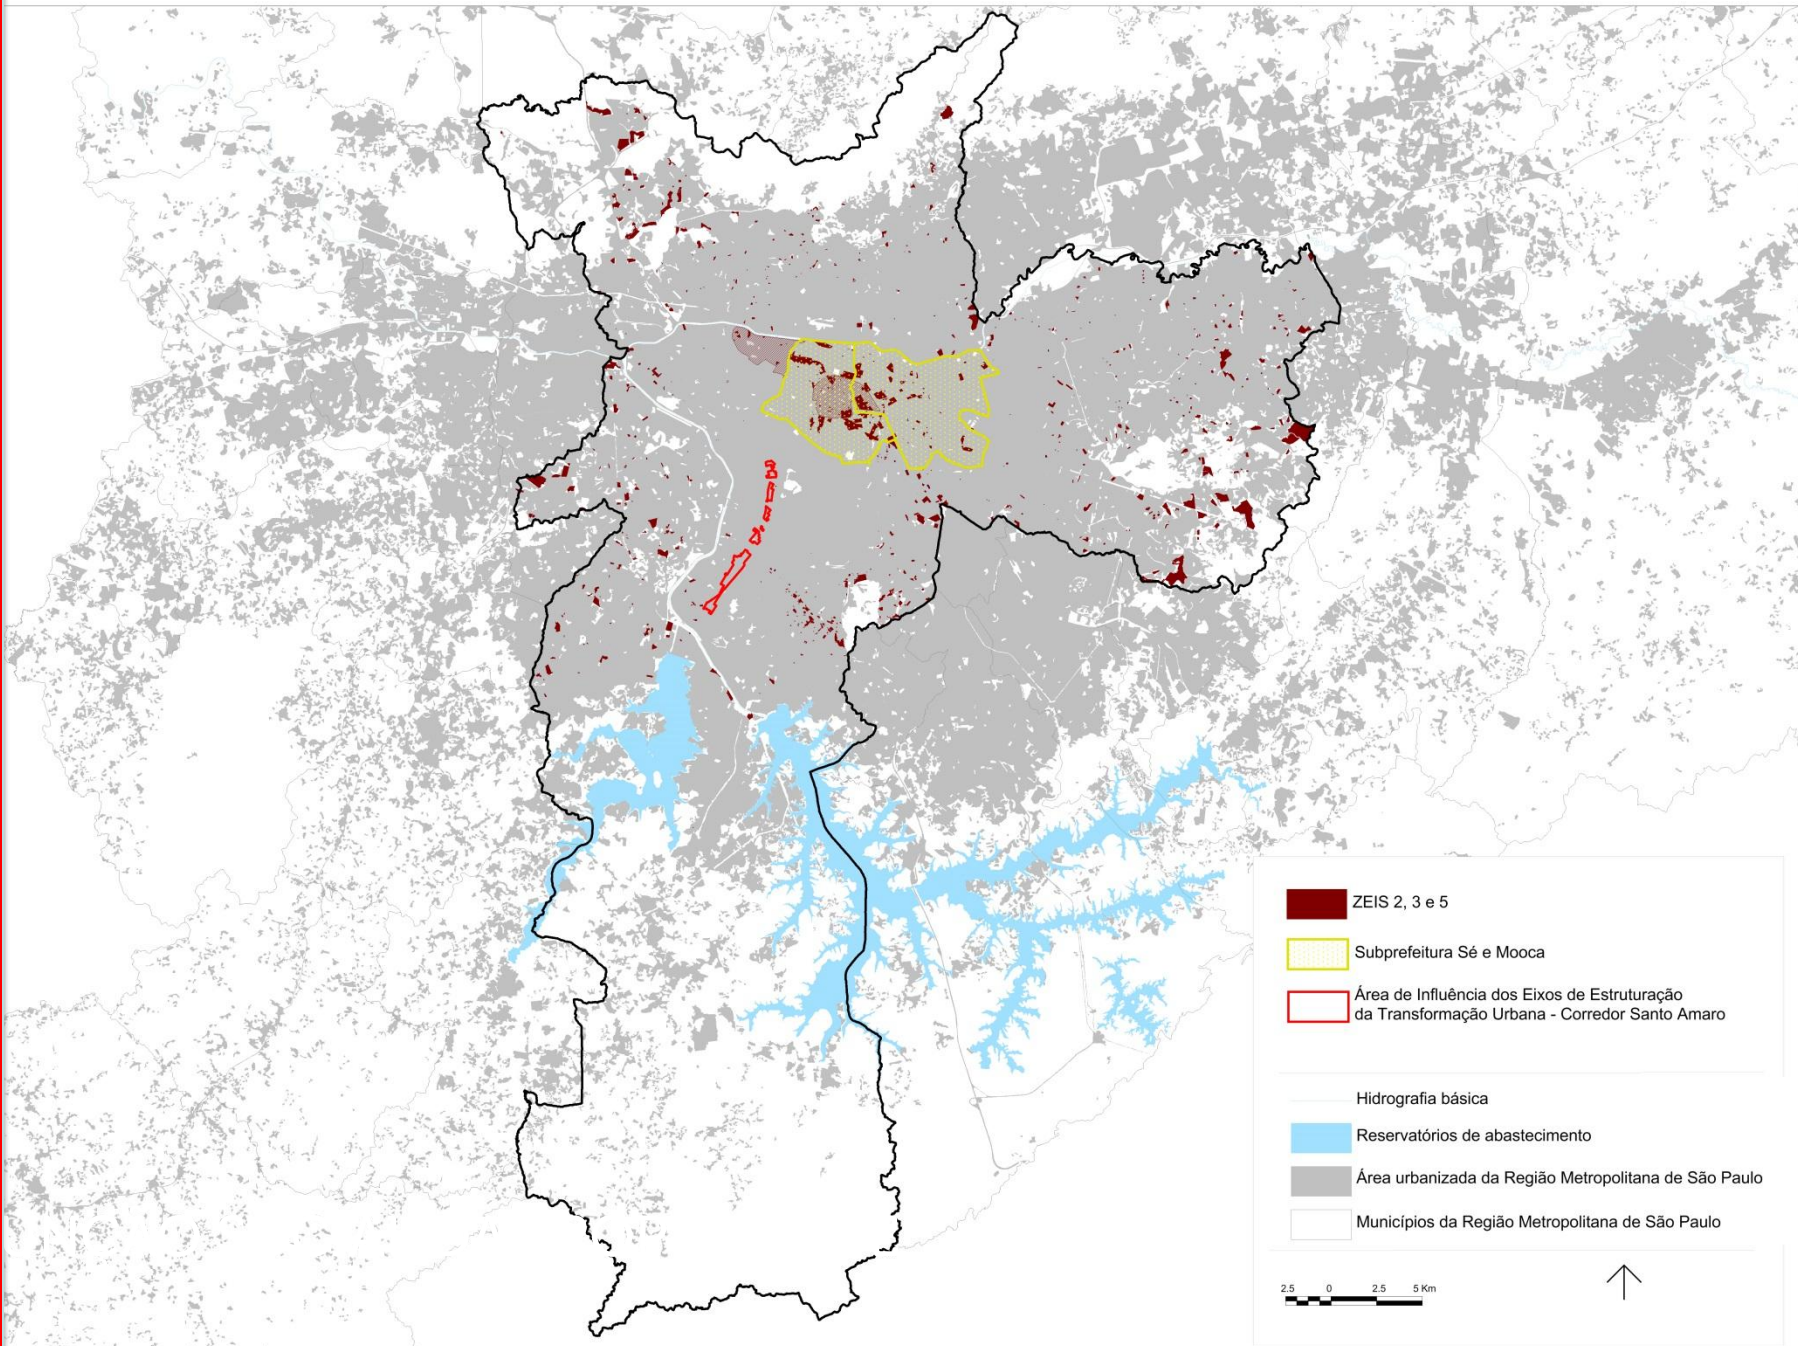 ZEIS 2, 3 e 5
Subprefeitura Sé e Mooca
Área de Influência dos Eixos de Estruturação
da Transformação Urbana - Corredor Santo Amaro
Hidrografia básica
Reservatórios de abastecimento
Área urbanizada da Região Metropolitana de São Paulo
Municípios da Região Metropolitana de São Paulo
2.5 0 2.5 5 Km